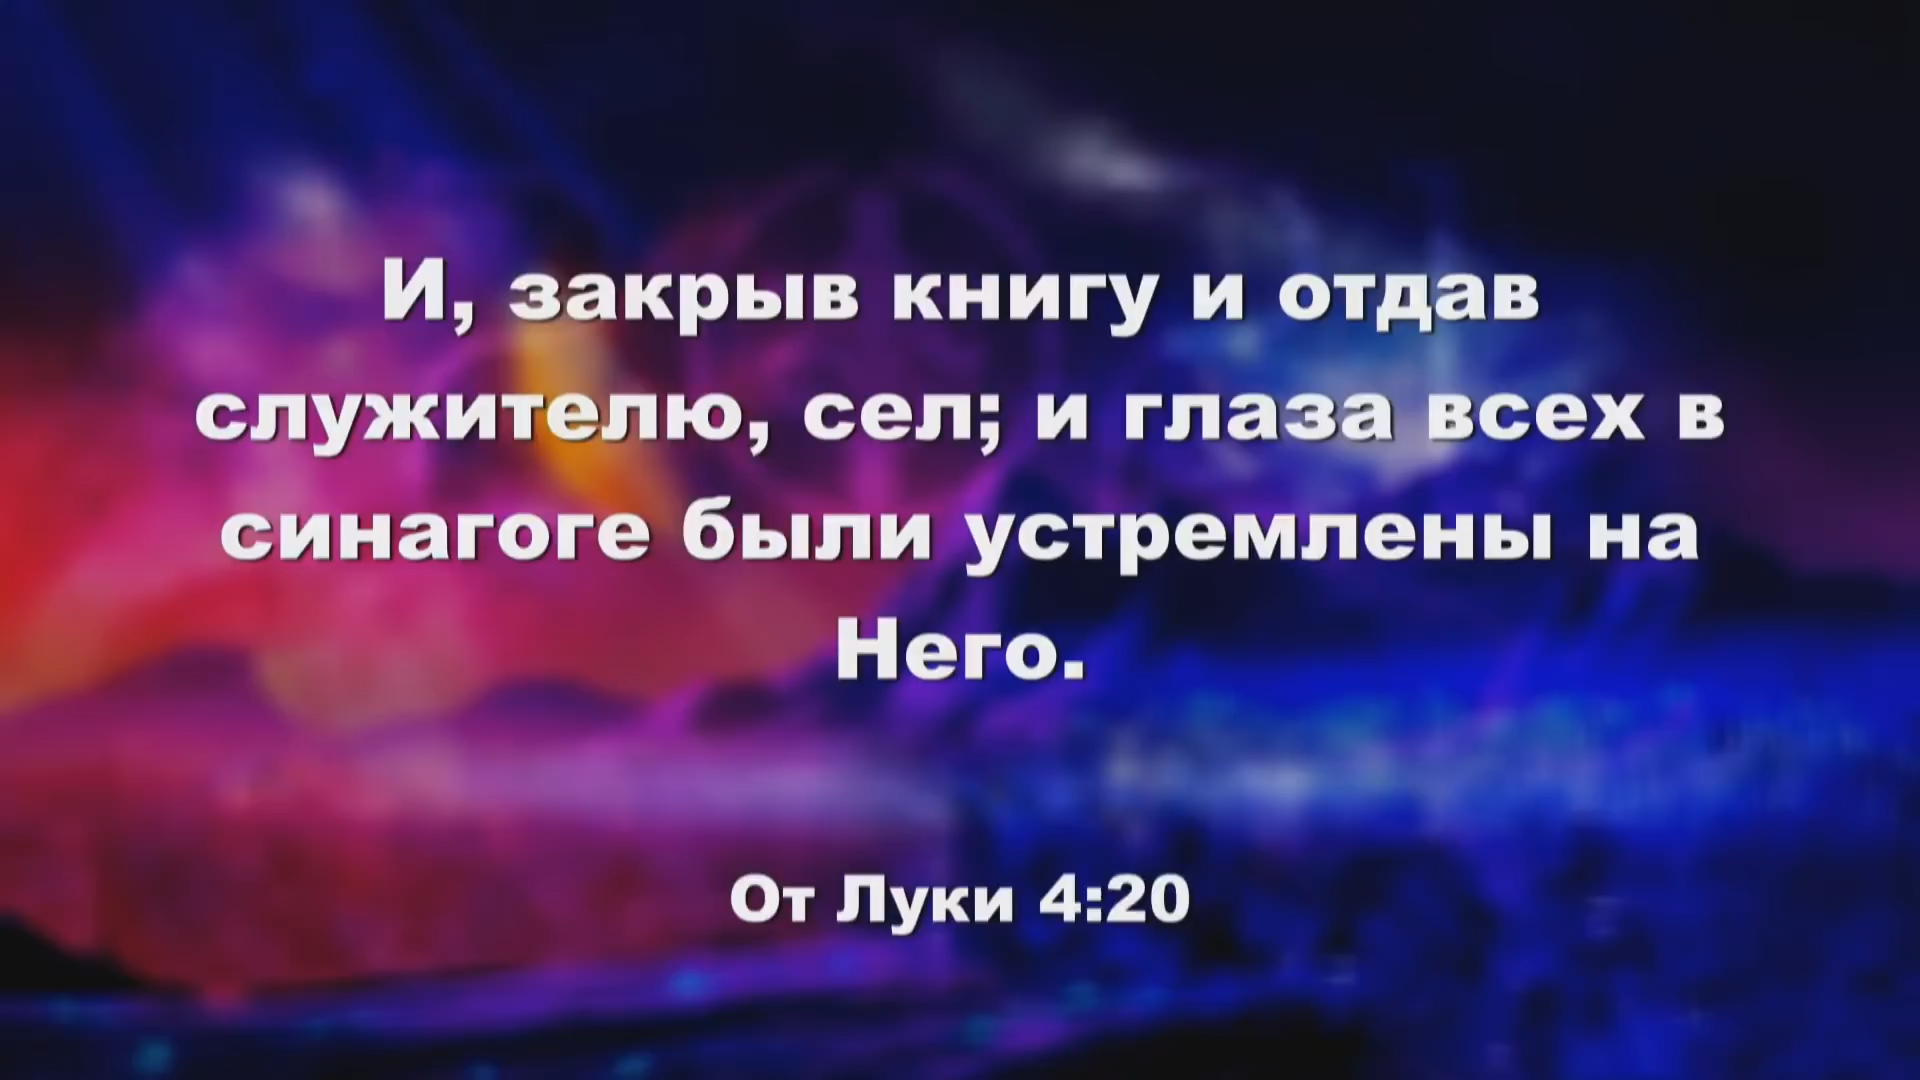 И, закрыв книгу и отдав
служителю, сел; и глаза всех в
синагоге были устремлены на
Него.
От Луки 4:20